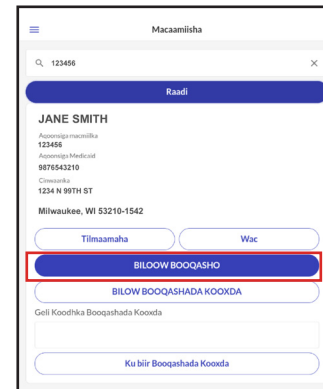 Macaamiisha
123456
Raadi
JANE SMITH
Aqoonsiga macmiilka
123456
Aqoonsiga Medicaid
9876543210
Cinwaanka
1234 N 99TH ST
Milwaukee, WI 53210-1542
Tilmaamaha Wac
BILOOW BOOQASHO
BILOW BOOQASHADA KOOXDA
Geli Koodhka Booqashada Kooxda
Ku biir Booqashada Kooxda